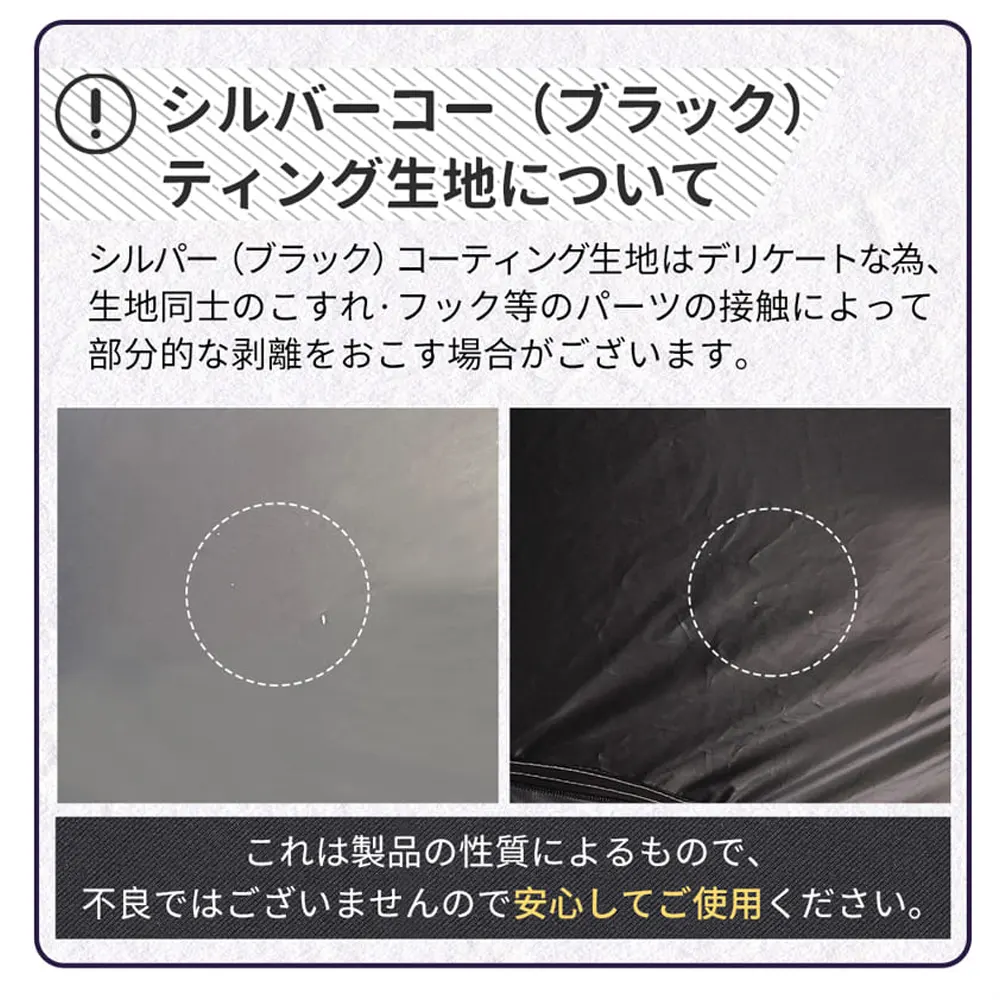 シルバーコー（ブラック）
ティング生地について
シルパー（ブラック）コーティング生地はデリケートな為、
生地同士のこすれ・フック等のパーツの接触によって
部分的な剥離をおこす場合がございます。
これは製品の性質によるもので、
不良ではございませんので安心してご使用ください。